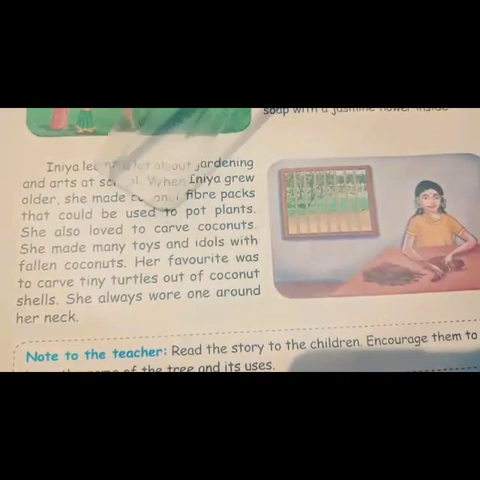 soap with a jasmine flower inside
Iniya lea a lot about gardening
and arts at sc ol. When Iniya grew
older, she made fibre packs
that could be used to pot plants.
She also loved to carve coconuts.
She made many toys and idols with
fallen coconuts. Her favourite was
to carve tiny turtles out of coconut
shells. She always wore one around
her neck.
Note to the teacher: Read the story to the children. Encourage them to
name of the tree and its uses.